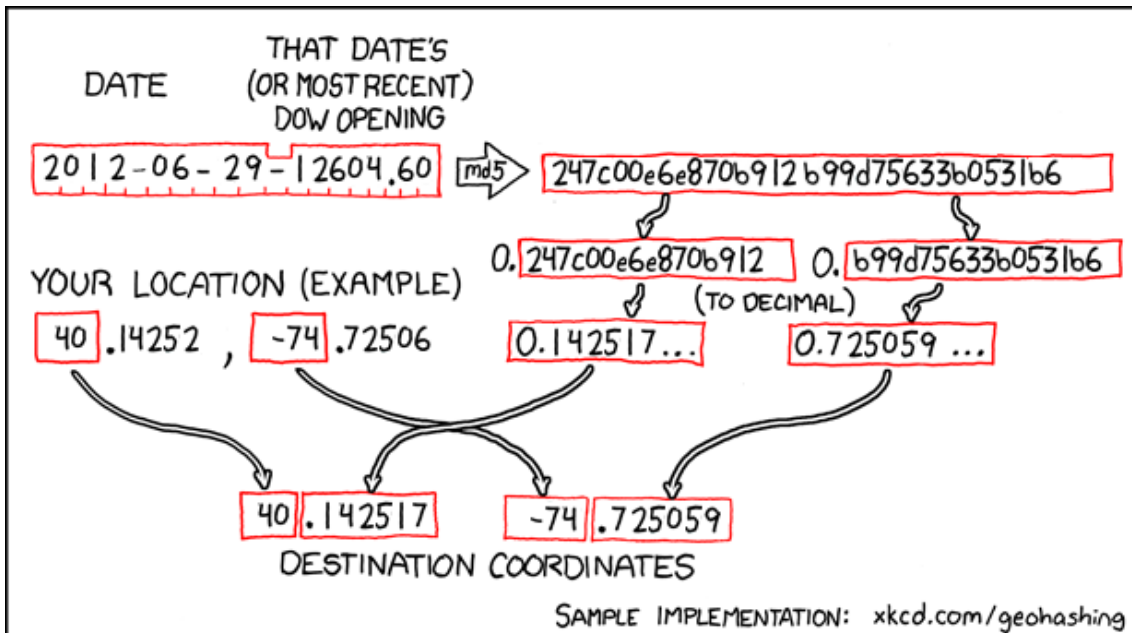 DATE
THAT DATE'S
(OR MOST RECENT)
DOW OPENING
2012-06-29-12604.60
md5
247c00e6e870b912b99d75633b0531b6
0.247c00e6e870b912
0.b99d75633b0531b6
(TO DECIMAL)
YOUR LOCATION (EXAMPLE)
40.14252, -74.72506
0.142517...
0.725059...
40.142517
-74.725059
DESTINATION COORDINATES
SAMPLE IMPLEMENTATION: xkcd.com/geohashing